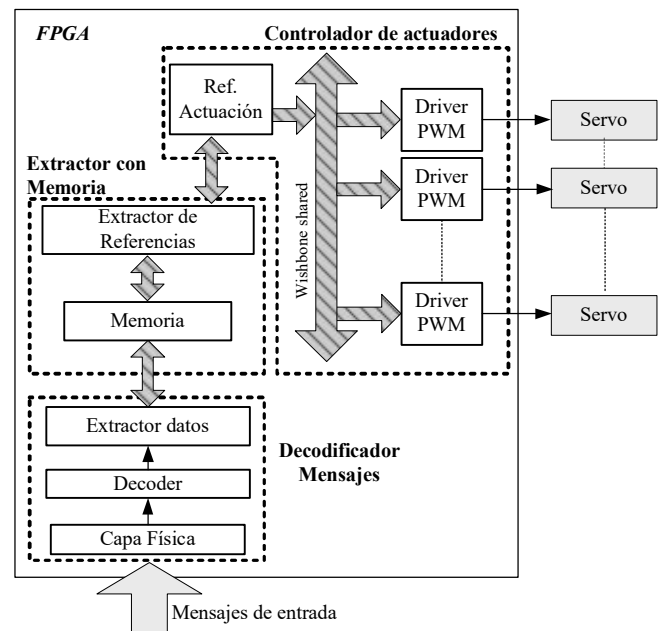 FPGA
Controlador de actuadores
Ref.
Actuación
Driver
PWM
Servo
Extractor con
Memoria
Driver
PWM
Servo
Extractor de
Referencias
Wishbone shared
Memoria
Driver
PWM
Servo
Extractor datos
Decodificador
Mensajes
Decoder
Capa Física
Mensajes de entrada